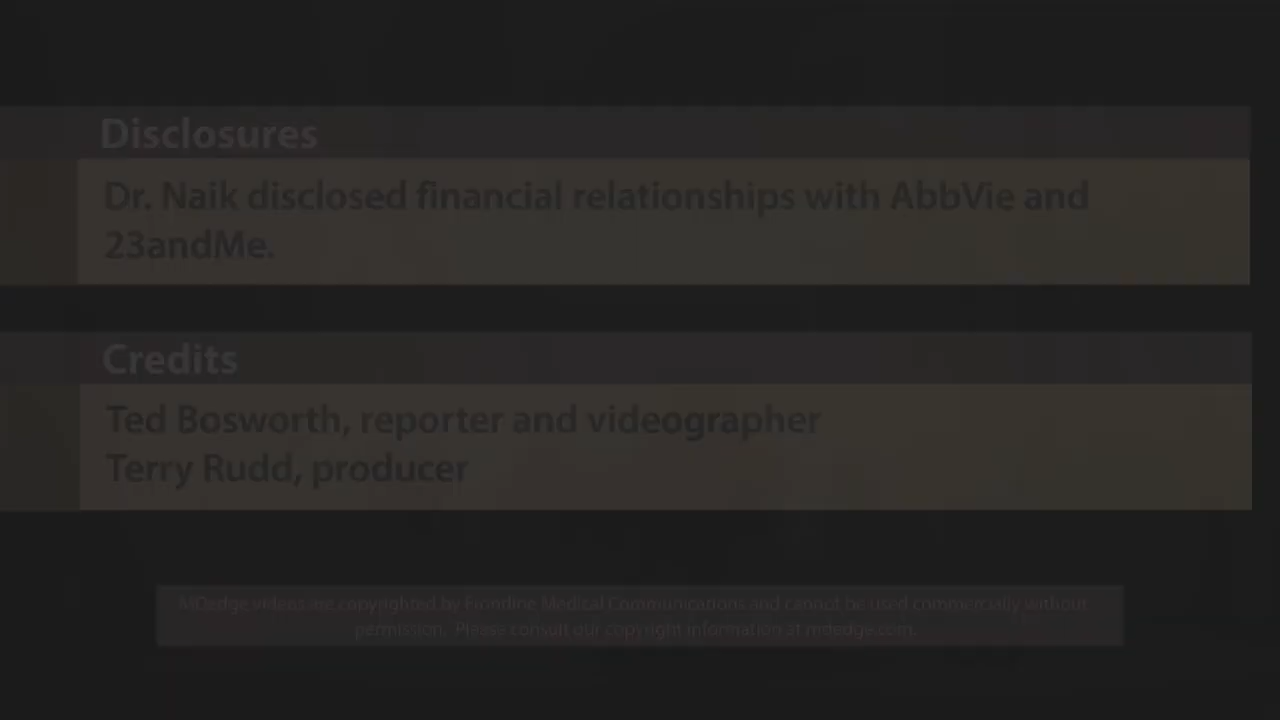 Disclosures
Dr. Naik disclosed financial relationships with AbbVie and
23andMe.
Credits
Ted Bosworth, reporter and videographer
Terry Rudd, producer
MDedge videos are copyrighted by Frontline Medical Communications and cannot be used commercially without
permission. Please consult our copyright information at mdedge.com.